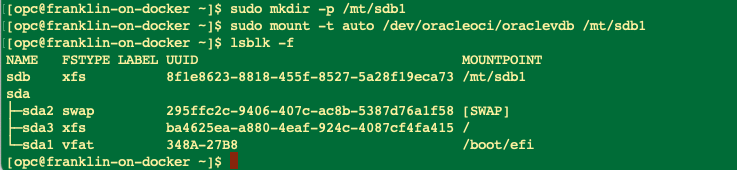 [opc@franklin-on-docker ~]$ sudo mkdir -p /mt/sdb1
[opc@franklin-on-docker ~]$ sudo mount -t auto /dev/oracleoci/oraclevdb /mt/sdb1
[opc@franklin-on-docker ~]$ lsblk -f
NAME   FSTYPE LABEL UUID                                 MOUNTPOINT
sdb    xfs          8f1e8623-8818-455f-8527-5a28f19eca73 /mt/sdb1
sda
├─sda2 swap         295ffc2c-9406-407c-ac8b-5387d76a1f58 [SWAP]
├─sda3 xfs          ba4625ea-a880-4eaf-924c-4087cf4fa415 /
└─sda1 vfat         348A-27B8                            /boot/efi
[opc@franklin-on-docker ~]$